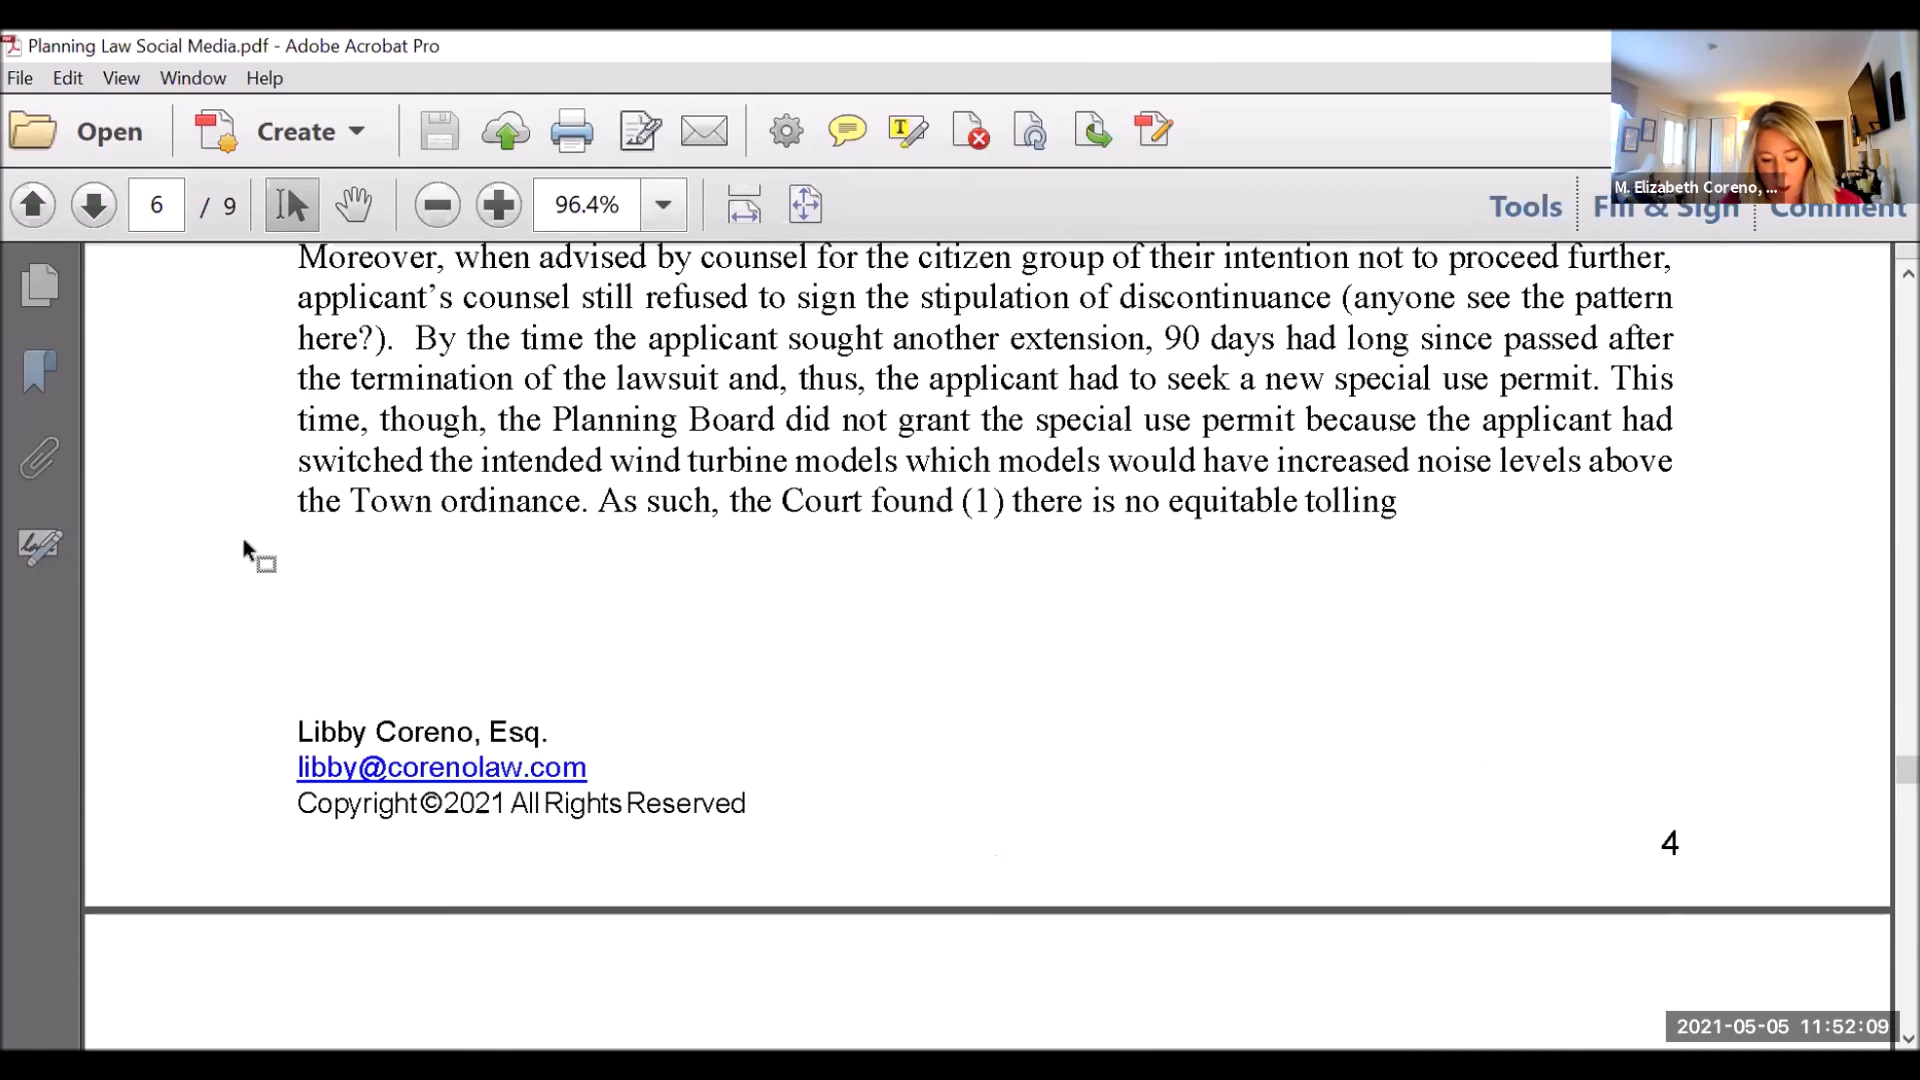 Planning Law Social Media.pdf - Adobe Acrobat Pro
File Edit View Window Help
Open Create
6 / 9 96.4% Tools Fill & Sign Comment
M. Elizabeth Coreno, ...
Moreover, when advised by counsel for the citizen group of their intention not to proceed further,
applicant’s counsel still refused to sign the stipulation of discontinuance (anyone see the pattern
here?).  By the time the applicant sought another extension, 90 days had long since passed after
the termination of the lawsuit and, thus, the applicant had to seek a new special use permit. This
time, though, the Planning Board did not grant the special use permit because the applicant had
switched the intended wind turbine models which models would have increased noise levels above
the Town ordinance. As such, the Court found (1) there is no equitable tolling
Libby Coreno, Esq.
libby@corenolaw.com
Copyright©2021 All Rights Reserved
4
2021-05-05 11:52:09